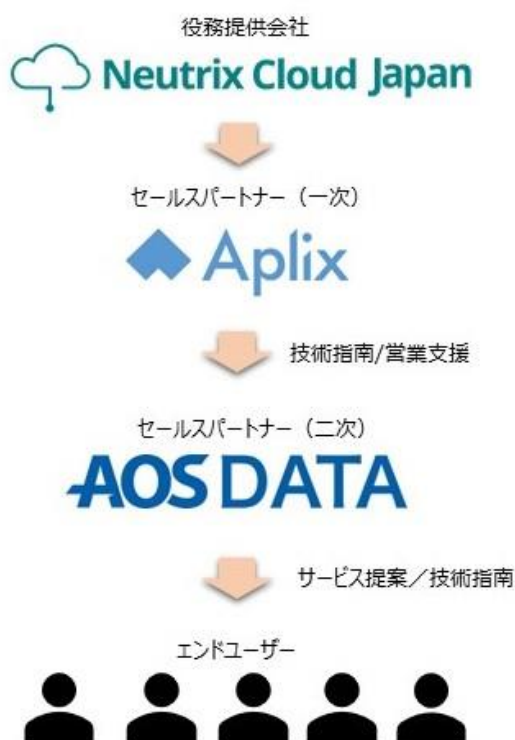 役務提供会社
Neutrix Cloud Japan
セールスパートナー（一次）
Aplix
技術指南/営業支援
セールスパートナー（二次）
AOS DATA
サービス提案／技術指南
エンドユーザー